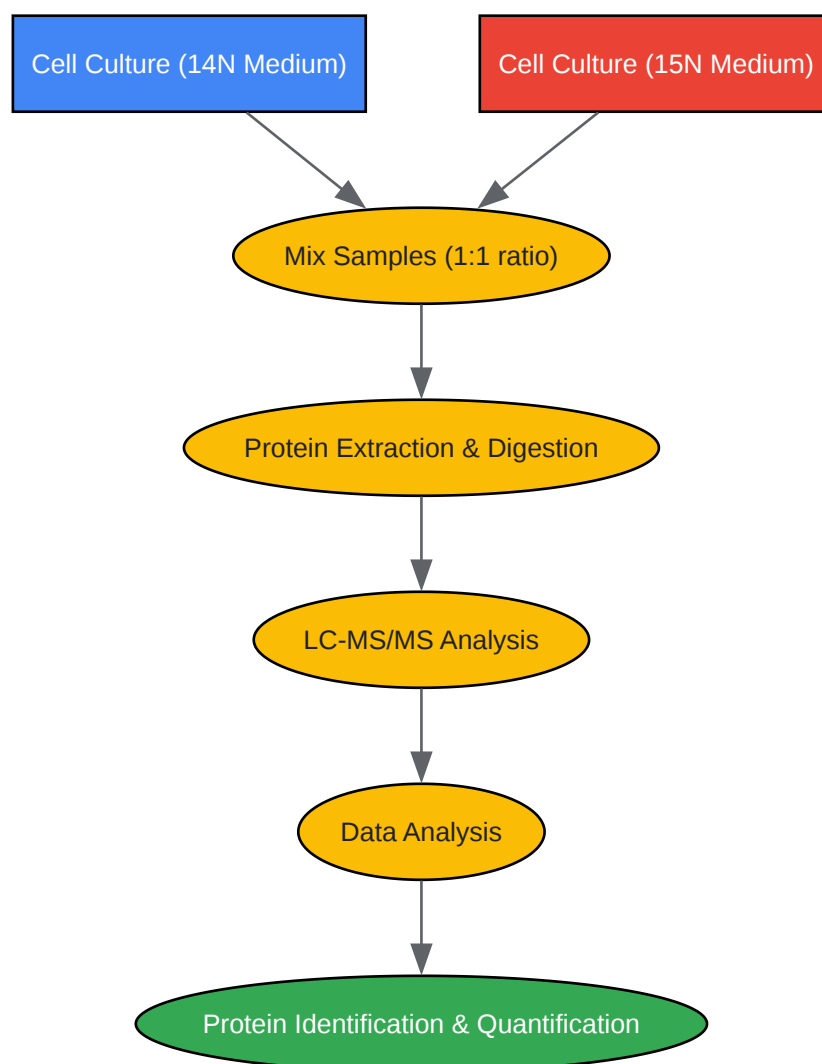 Cell Culture (14N Medium)
Cell Culture (15N Medium)
Mix Samples (1:1 ratio)
Protein Extraction & Digestion
LC-MS/MS Analysis
Data Analysis
Protein Identification & Quantification